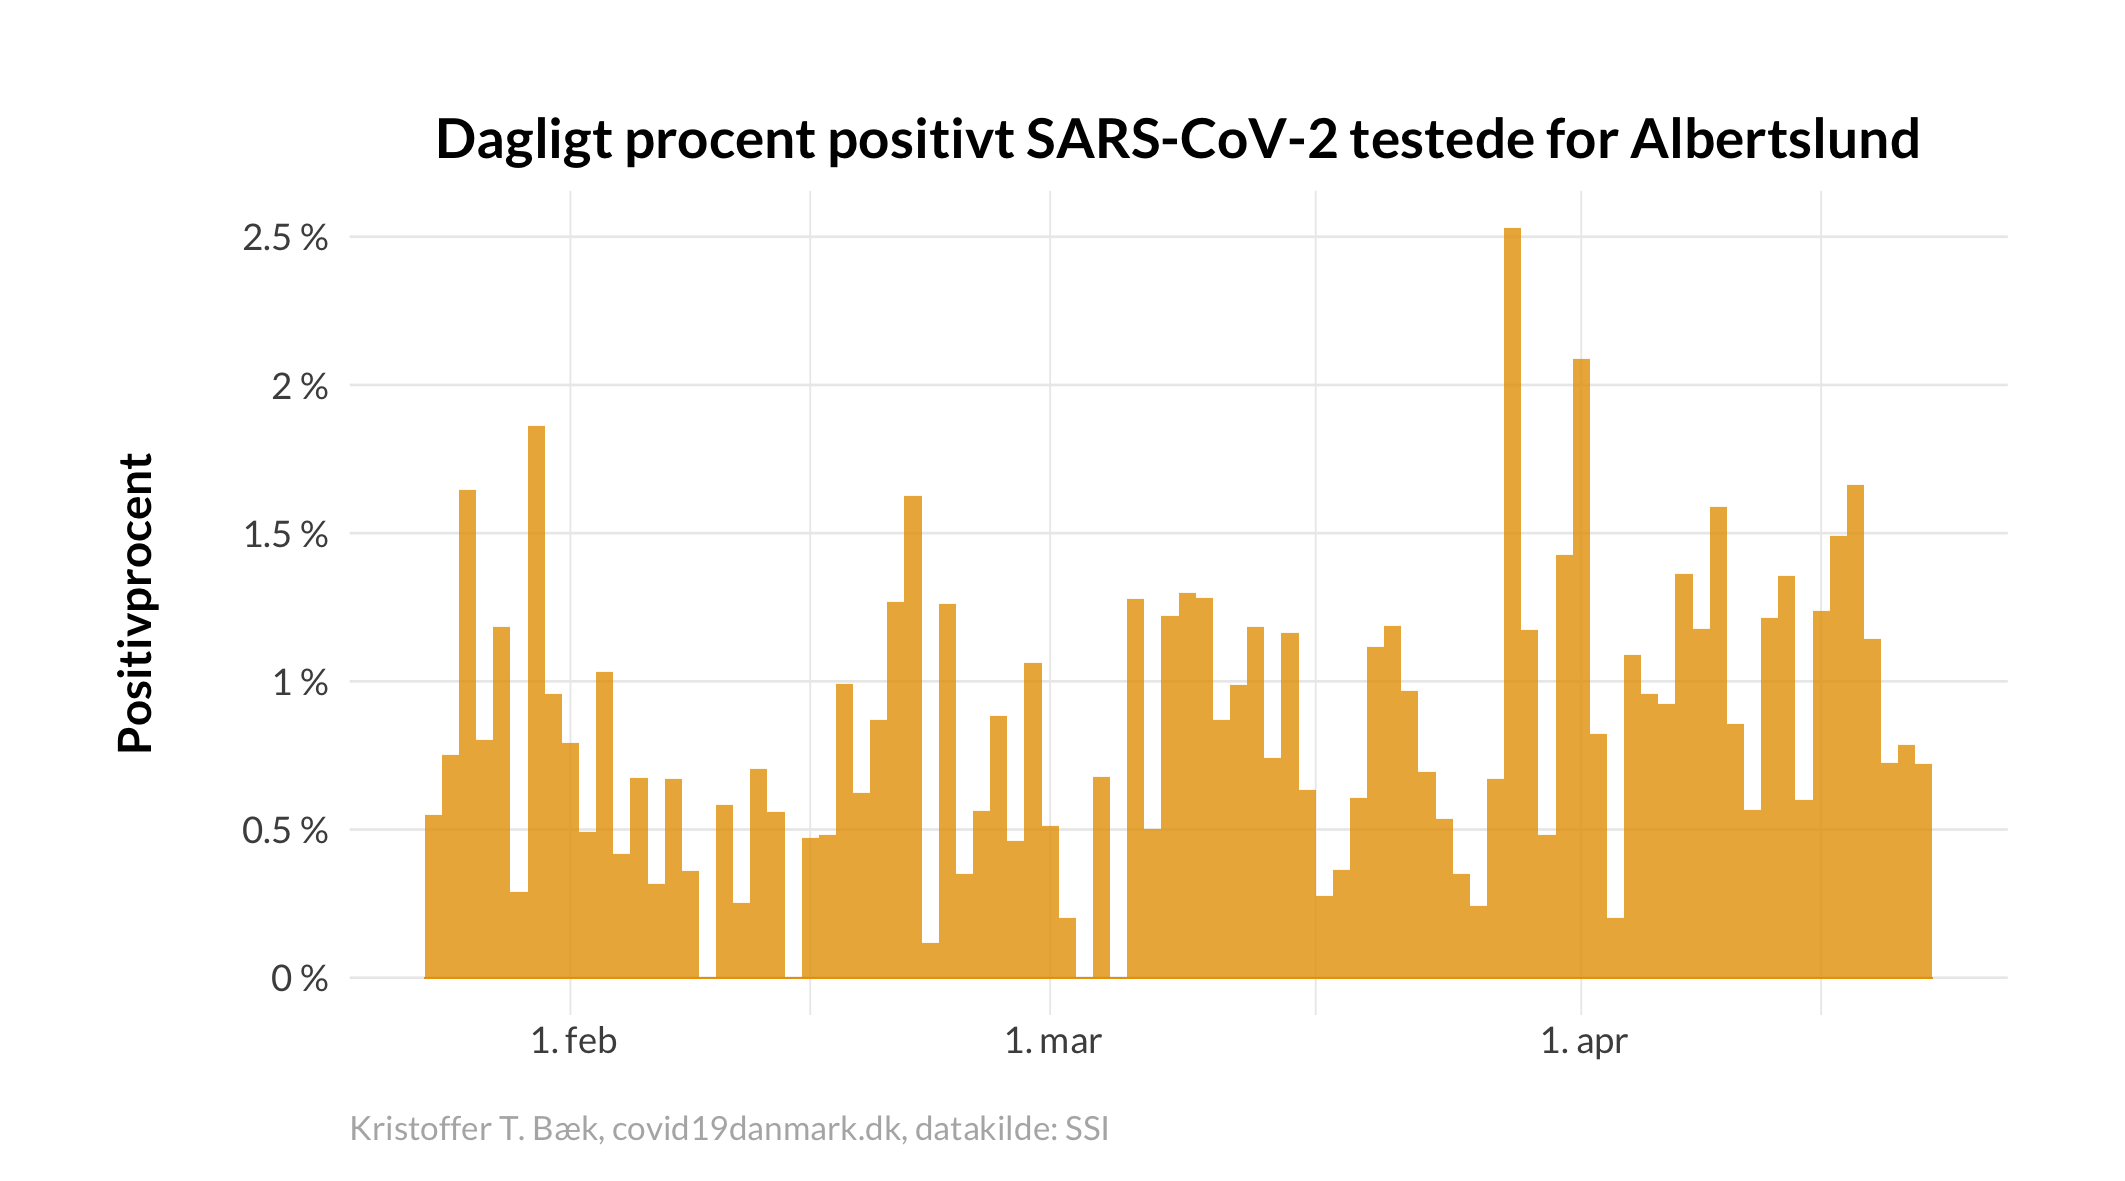 Dagligt procent positivt SARS-CoV-2 testede for Albertslund
Positivprocent
2.5 %
2 %
1.5 %
1 %
0.5 %
0 %
1. feb
1. mar
1. apr
Kristoffer T. Bæk, covid19danmark.dk, datakilde: SSI